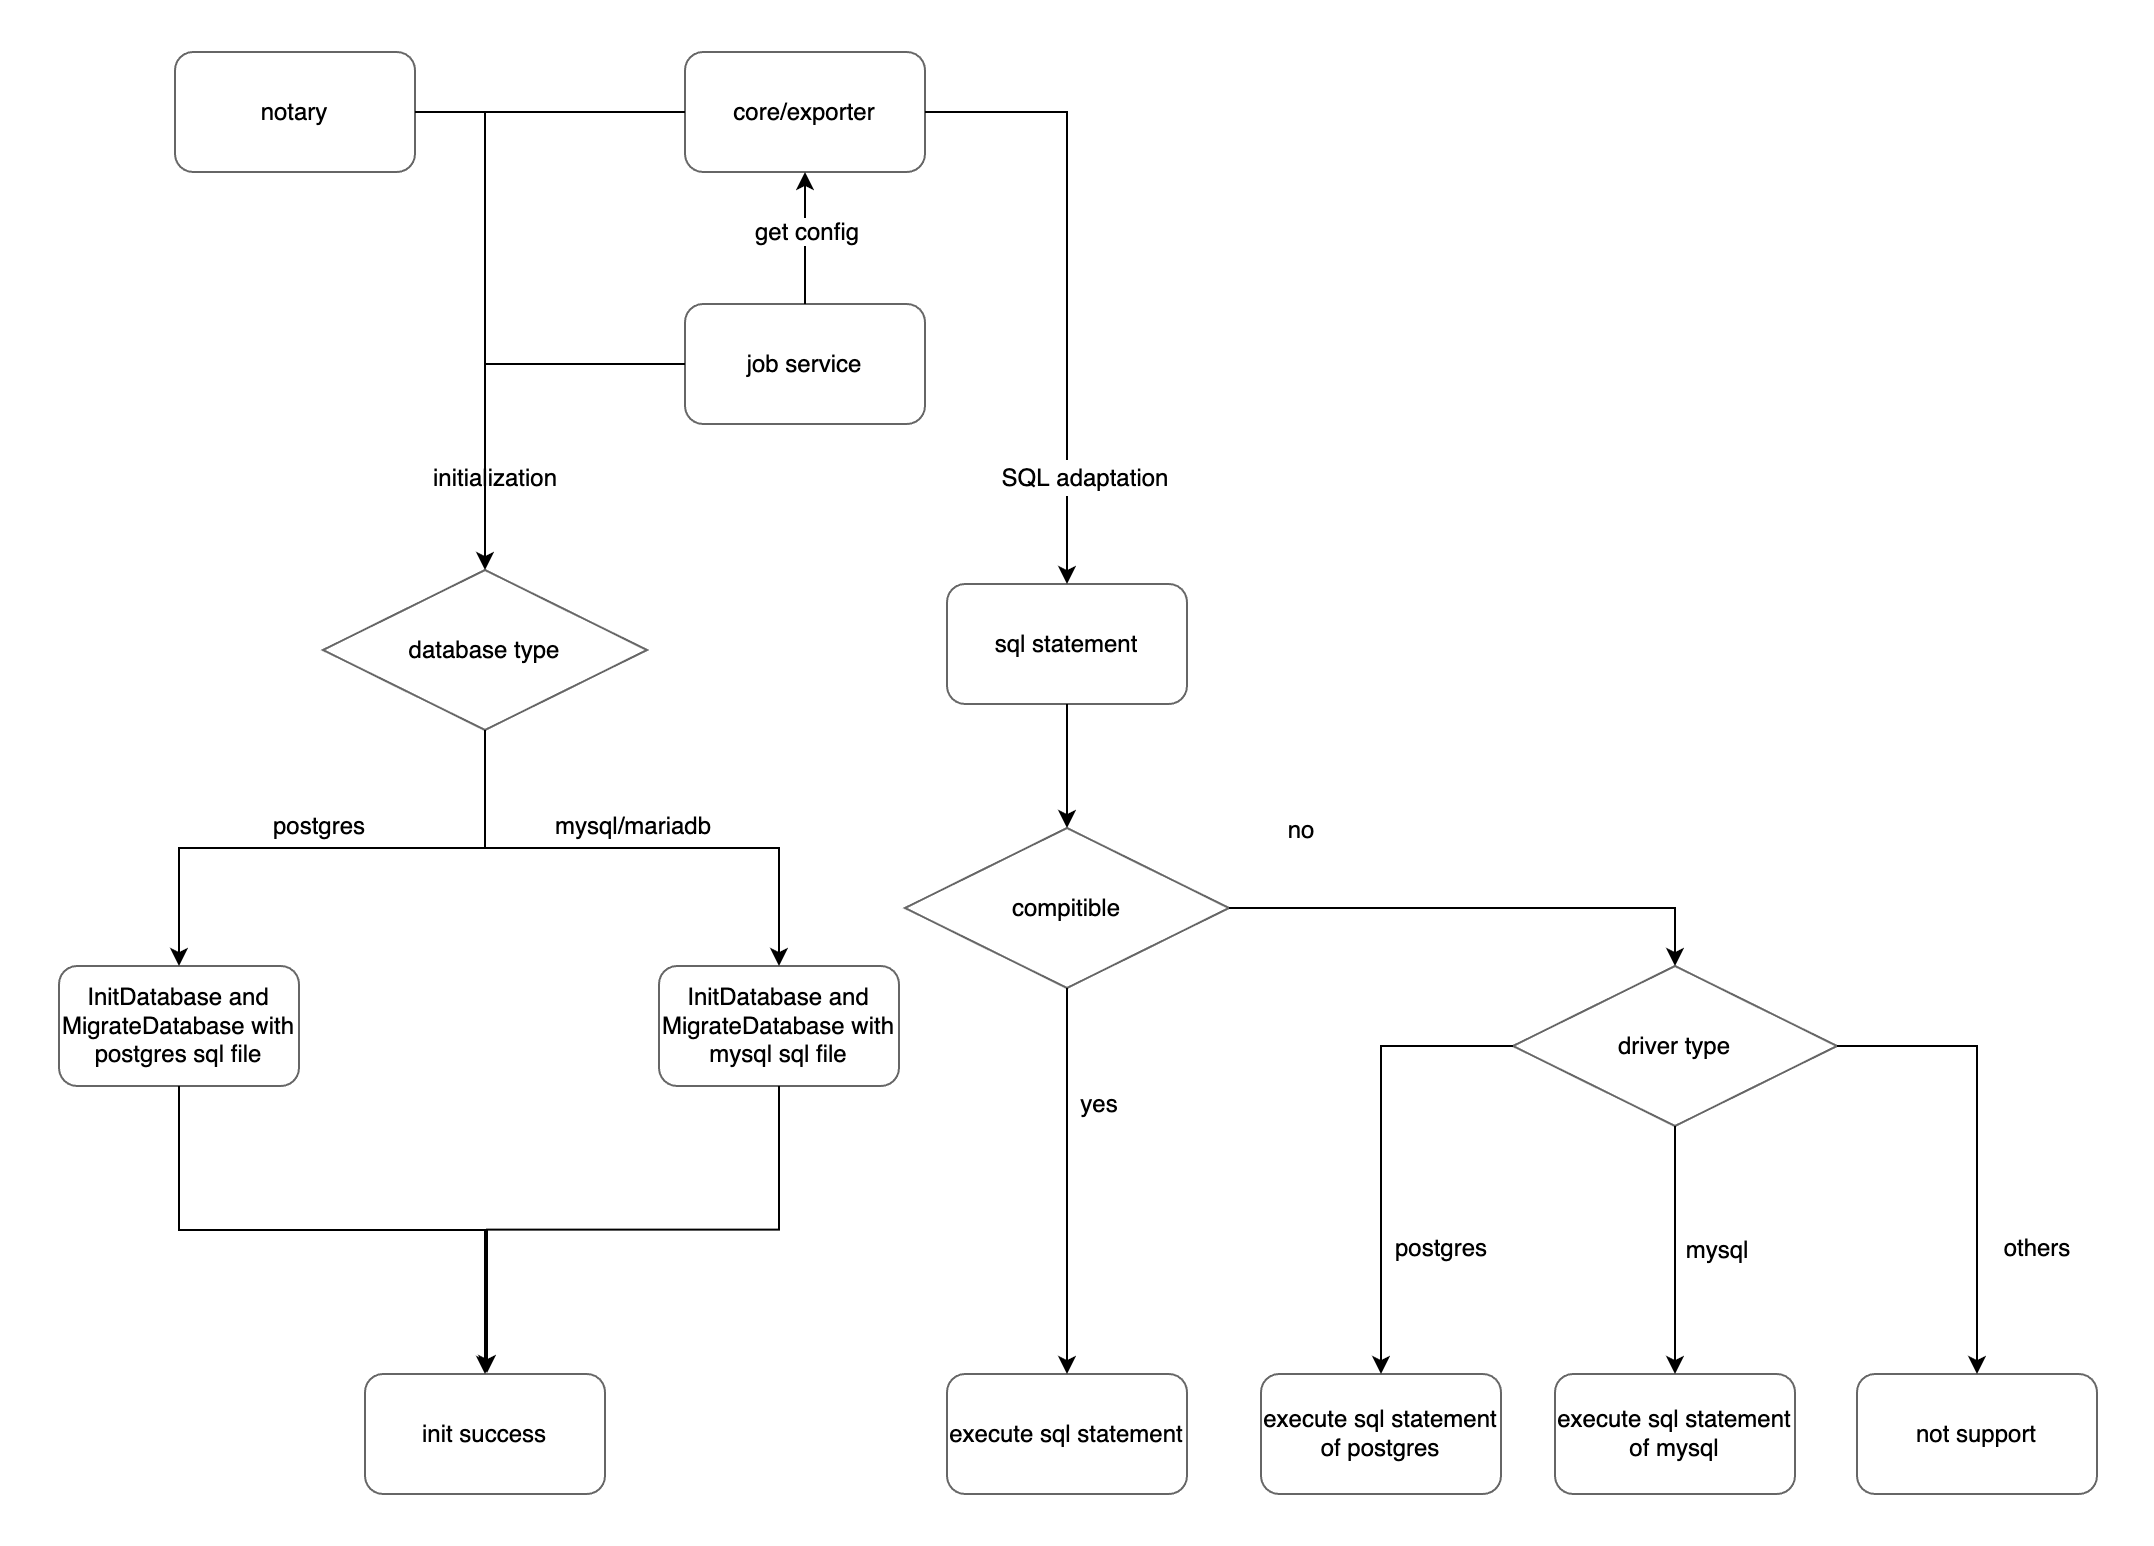 notary
core/exporter
get config
job service
initialization
SQL adaptation
database type
sql statement
postgres
mysql/mariadb
no
compitible
InitDatabase and
MigrateDatabase with
postgres sql file
InitDatabase and
MigrateDatabase with
mysql sql file
driver type
yes
postgres
mysql
others
init success
execute sql statement
execute sql statement
of postgres
execute sql statement
of mysql
not support